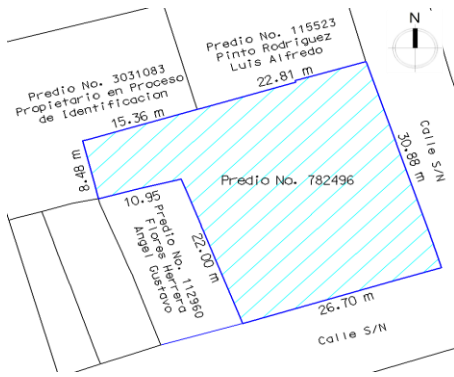 N
Predio No. 115523
Pinto Rodriguez
Luis Alfredo
22.81 m
Predio No. 3031083
Propietario en Proceso
de Identificacion
15.36 m
8.48 m
Calle S/N
30.88 m
Predio No. 782496
10.95
Predio No. 112960
Flores Herrera
Angel Gustavo
22.00 m
26.70 m
Calle S/N